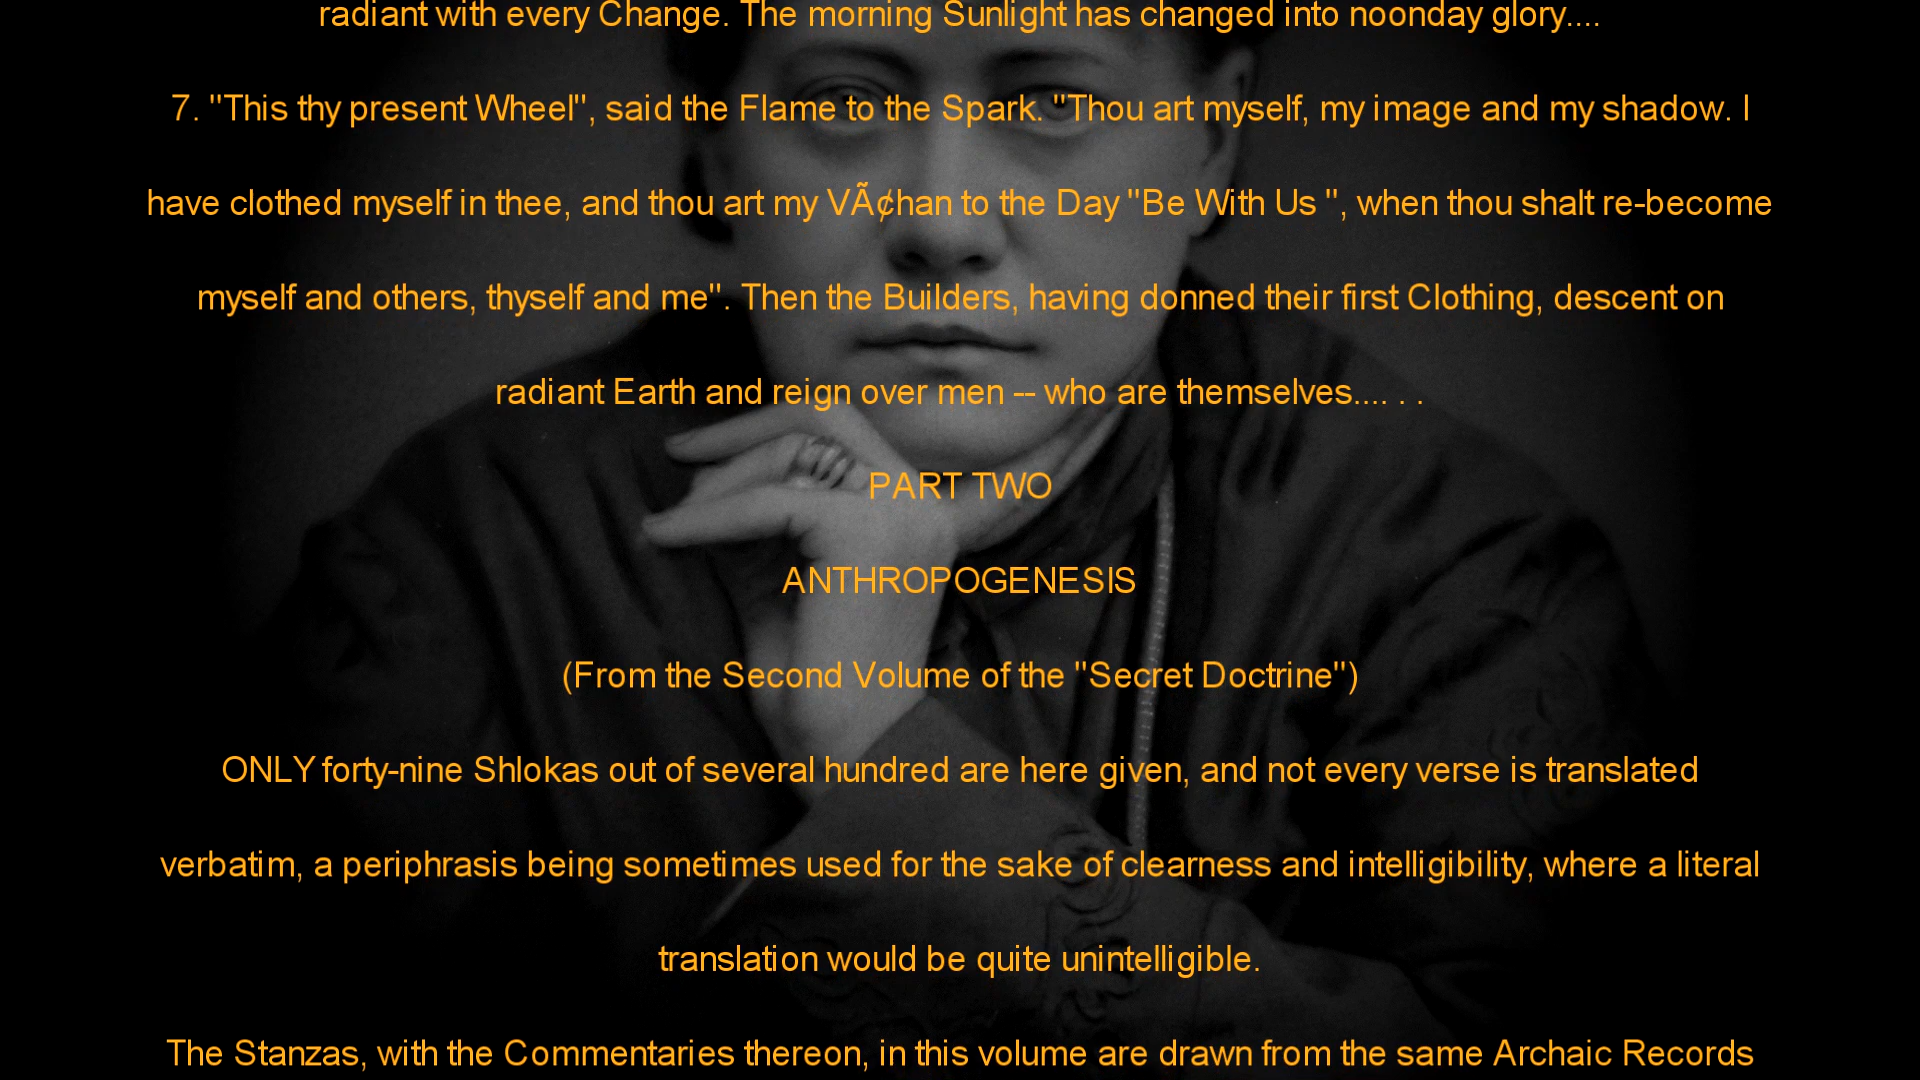 radiant with every Change. The morning Sunlight has changed into noonday glory....
7. "This thy present Wheel", said the Flame to the Spark. "Thou art myself, my image and my shadow. I
have clothed myself in thee, and thou art my VÃ¢han to the Day "Be With Us ", when thou shalt re-become
myself and others, thyself and me". Then the Builders, having donned their first Clothing, descent on
radiant Earth and reign over men -- who are themselves.... . .
PART TWO
ANTHROPOGENESIS
(From the Second Volume of the "Secret Doctrine")
ONLY forty-nine Shlokas out of several hundred are here given, and not every verse is translated
verbatim, a periphrasis being sometimes used for the sake of clearness and intelligibility, where a literal
translation would be quite unintelligible.
The Stanzas, with the Commentaries thereon, in this volume are drawn from the same Archaic Records